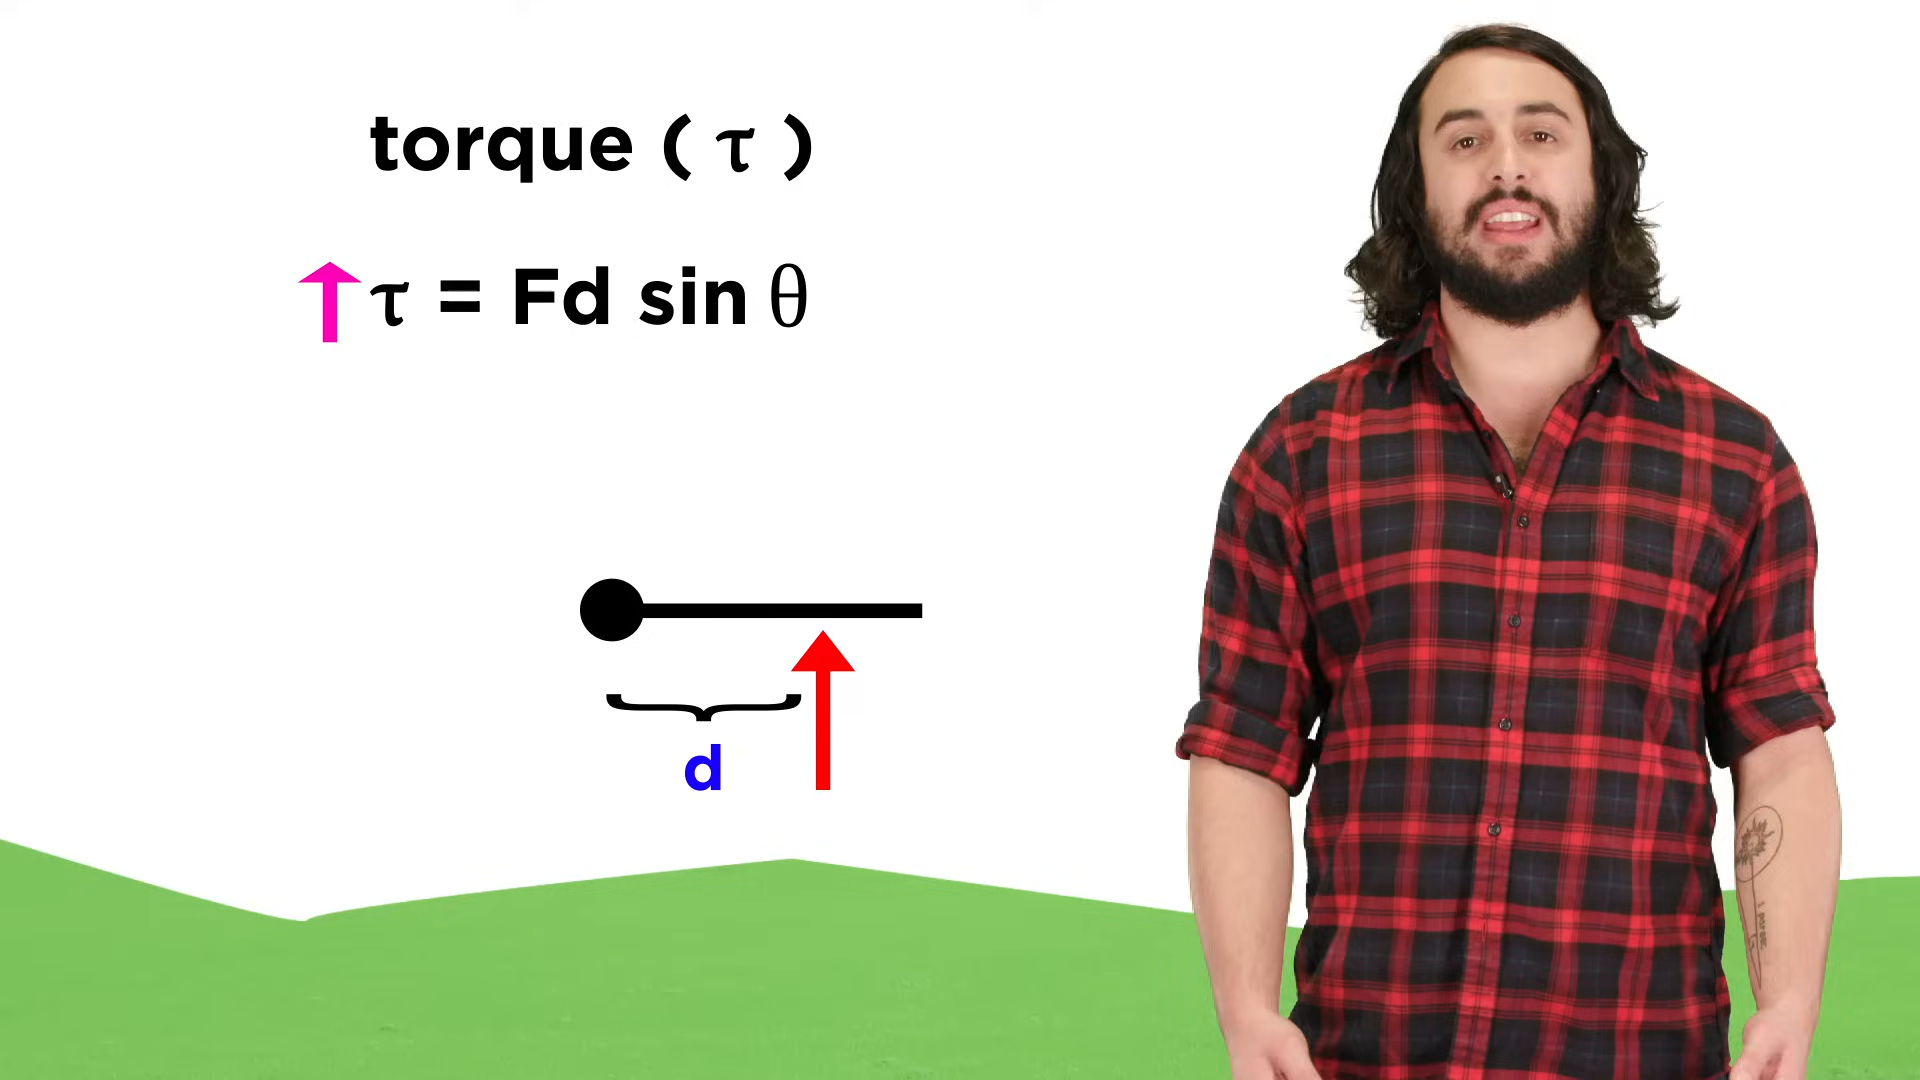 torque ( τ )
τ = Fd sin θ
d